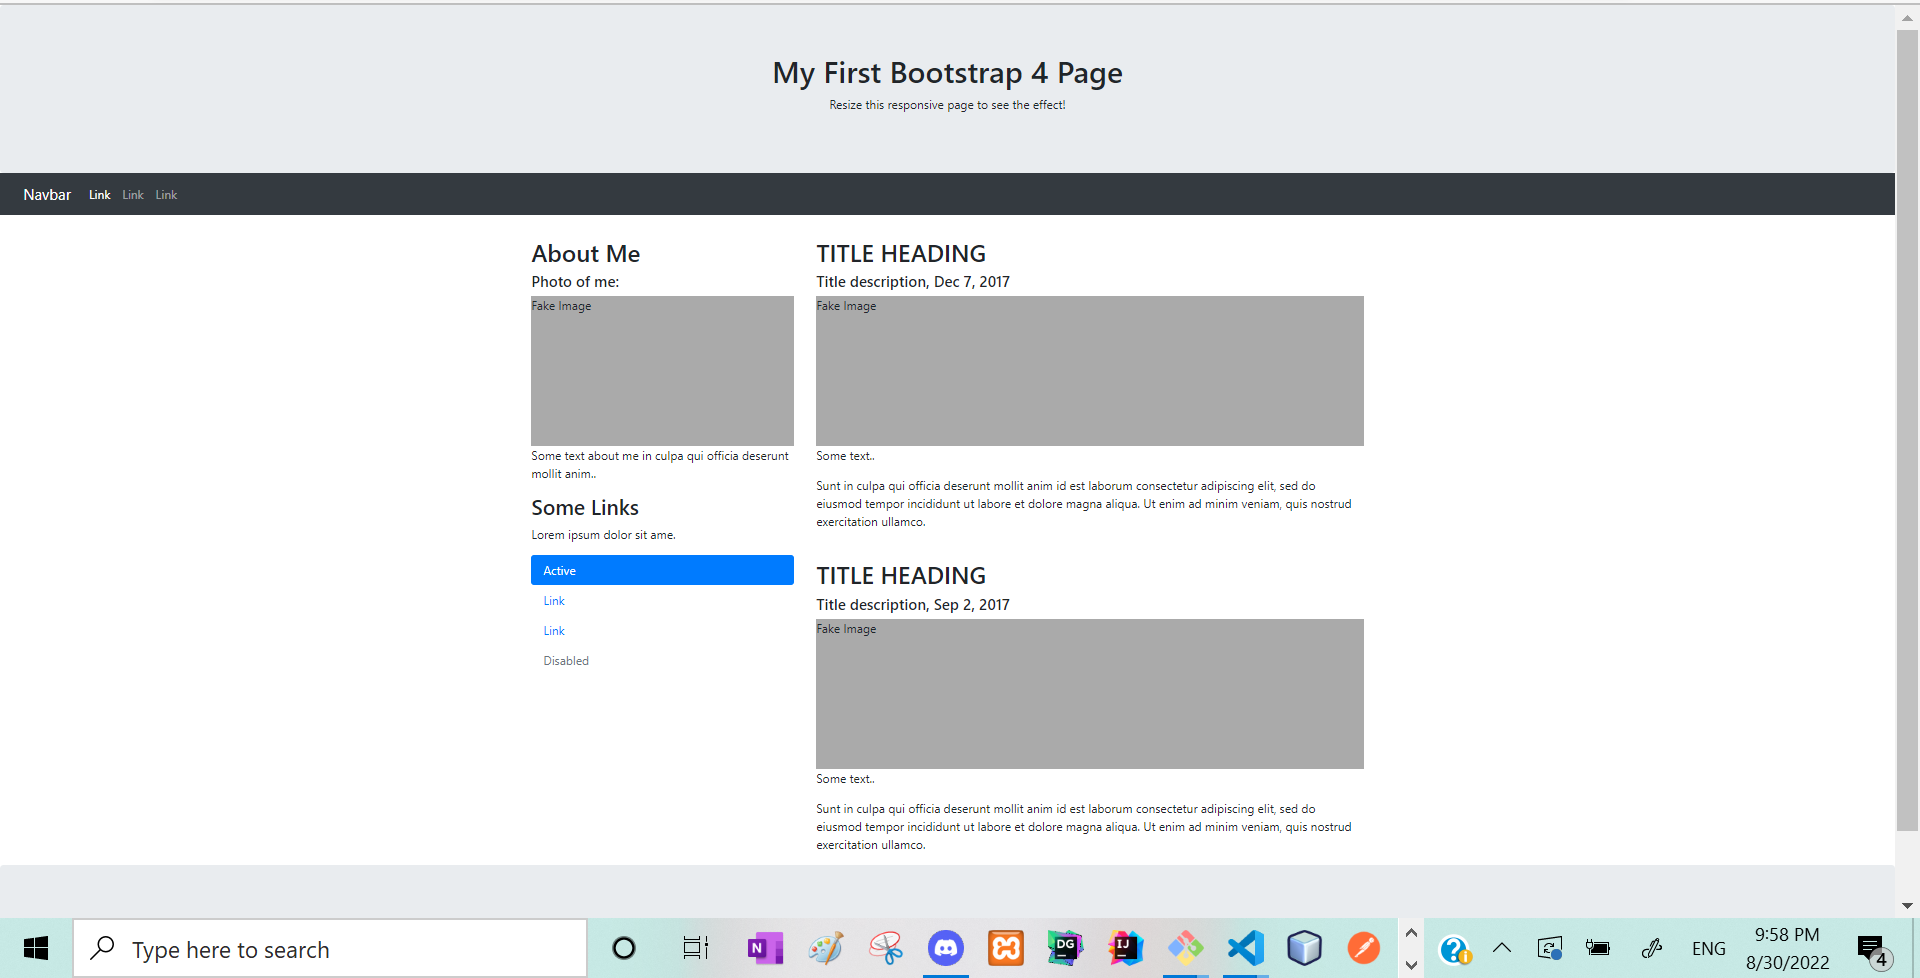 My First Bootstrap 4 Page
Resize this responsive page to see the effect!
Navbar Link Link Link
About Me
Photo of me:
Fake Image
Some text about me in culpa qui officia deserunt
mollit anim..
Some Links
Lorem ipsum dolor sit ame.
Active
Link
Link
Disabled
TITLE HEADING
Title description, Dec 7, 2017
Fake Image
Some text..
Sunt in culpa qui officia deserunt mollit anim id est laborum consectetur adipiscing elit, sed do
eiusmod tempor incididunt ut labore et dolore magna aliqua. Ut enim ad minim veniam, quis nostrud
exercitation ullamco.
TITLE HEADING
Title description, Sep 2, 2017
Fake Image
Some text..
Sunt in culpa qui officia deserunt mollit anim id est laborum consectetur adipiscing elit, sed do
eiusmod tempor incididunt ut labore et dolore magna aliqua. Ut enim ad minim veniam, quis nostrud
exercitation ullamco.
Type here to search
N
DG
IJ
ENG
9:58 PM
8/30/2022
4